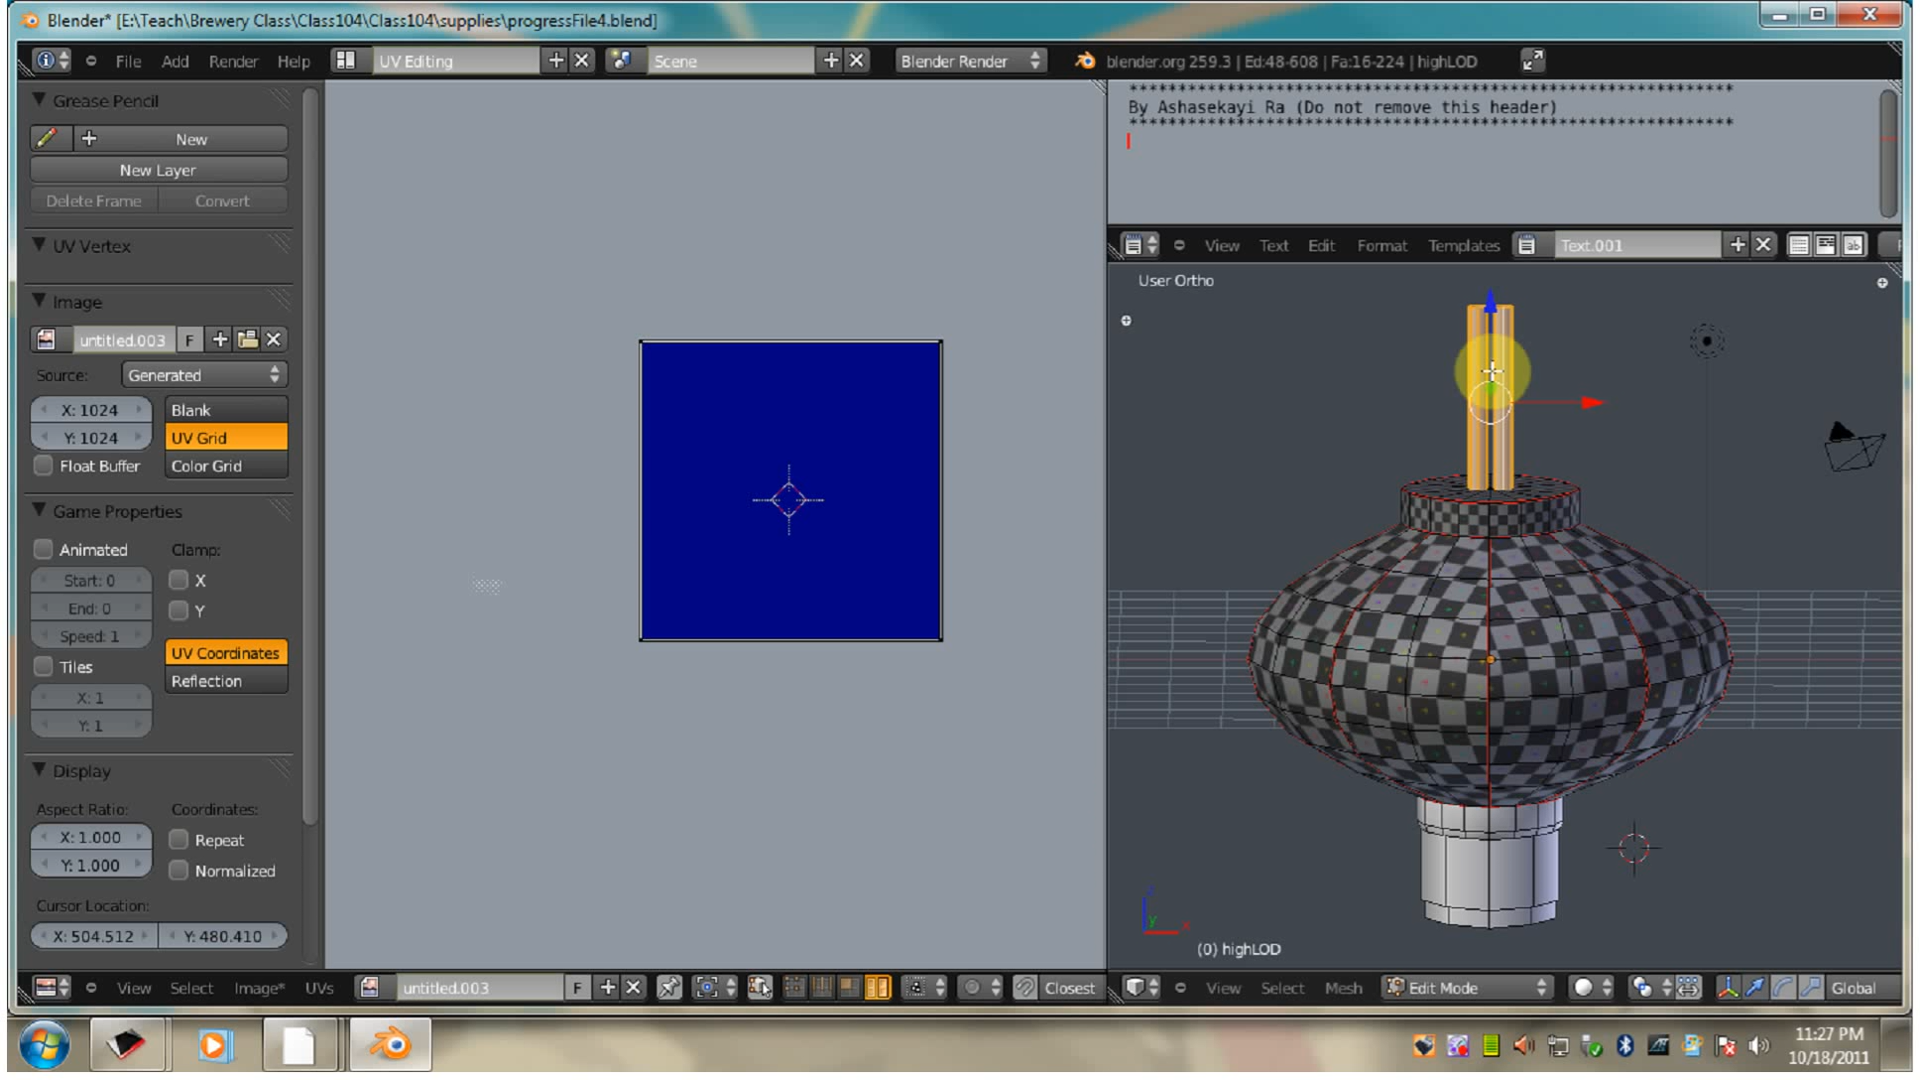 Blender* [E:\Teach\Brewery Class\Class104\Class104\supplies\progressFile4.blend]
File Add Render Help UV Editing Scene Blender Render blender.org 259.3 | Ed:48-608 | Fa:16-224 | highLOD
Grease Pencil
New
New Layer
Delete Frame Convert
UV Vertex
Image
untitled.003 F
Source: Generated
X: 1024 Blank
Y: 1024 UV Grid
Float Buffer Color Grid
Game Properties
Animated Clamp:
Start: 0 X
End: 0 Y
Speed: 1
Tiles UV Coordinates
X: 1 Reflection
Y: 1
Display
Aspect Ratio: Coordinates:
X: 1.000 Repeat
Y: 1.000 Normalized
Cursor Location:
X: 504.512 Y: 480.410
View Select Image* UVs untitled.003 F Closest
By Ashasekayi Ra (Do not remove this header)
View Text Edit Format Templates Text.001
User Ortho
z
y x
(0) highLOD
View Select Mesh Edit Mode Global
11:27 PM
10/18/2011